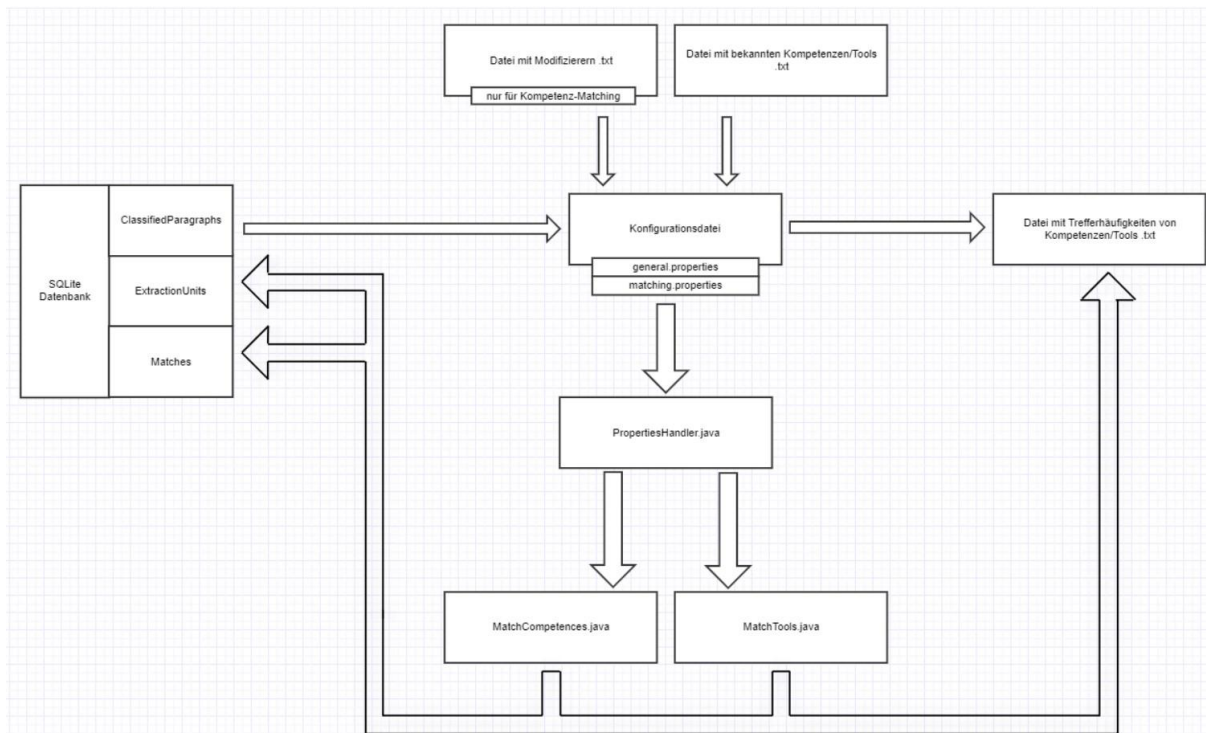 Datei mit Modifizierern .txt
nur für Kompetenz-Matching
Datei mit bekannten Kompetenzen/Tools
.txt
SQLite
Datenbank
ClassifiedParagraphs
ExtractionUnits
Matches
Konfigurationsdatei
general.properties
matching.properties
Datei mit Trefferhäufigkeiten von
Kompetenzen/Tools .txt
PropertiesHandler.java
MatchCompetences.java
MatchTools.java